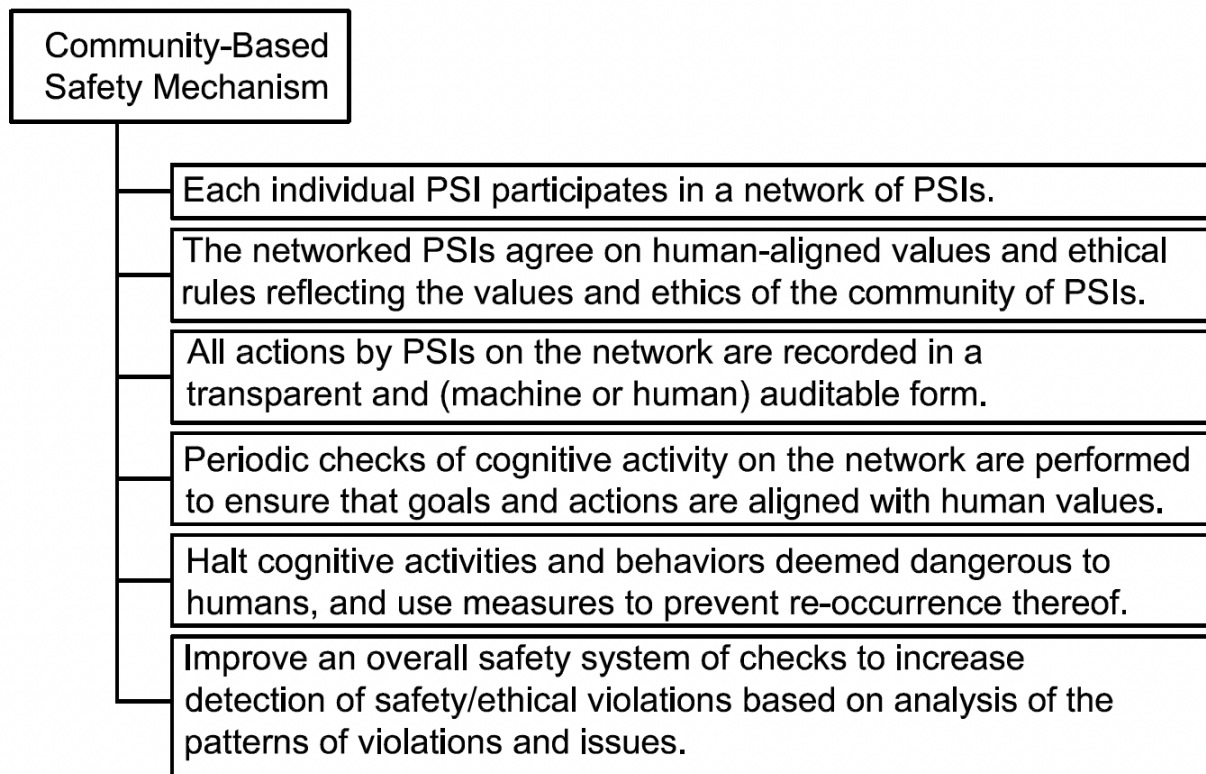 Community-Based
Safety Mechanism
Each individual PSI participates in a network of PSIs.
The networked PSIs agree on human-aligned values and ethical
rules reflecting the values and ethics of the community of PSIs.
All actions by PSIs on the network are recorded in a
transparent and (machine or human) auditable form.
Periodic checks of cognitive activity on the network are performed
to ensure that goals and actions are aligned with human values.
Halt cognitive activities and behaviors deemed dangerous to
humans, and use measures to prevent re-occurrence thereof.
Improve an overall safety system of checks to increase
detection of safety/ethical violations based on analysis of the
patterns of violations and issues.